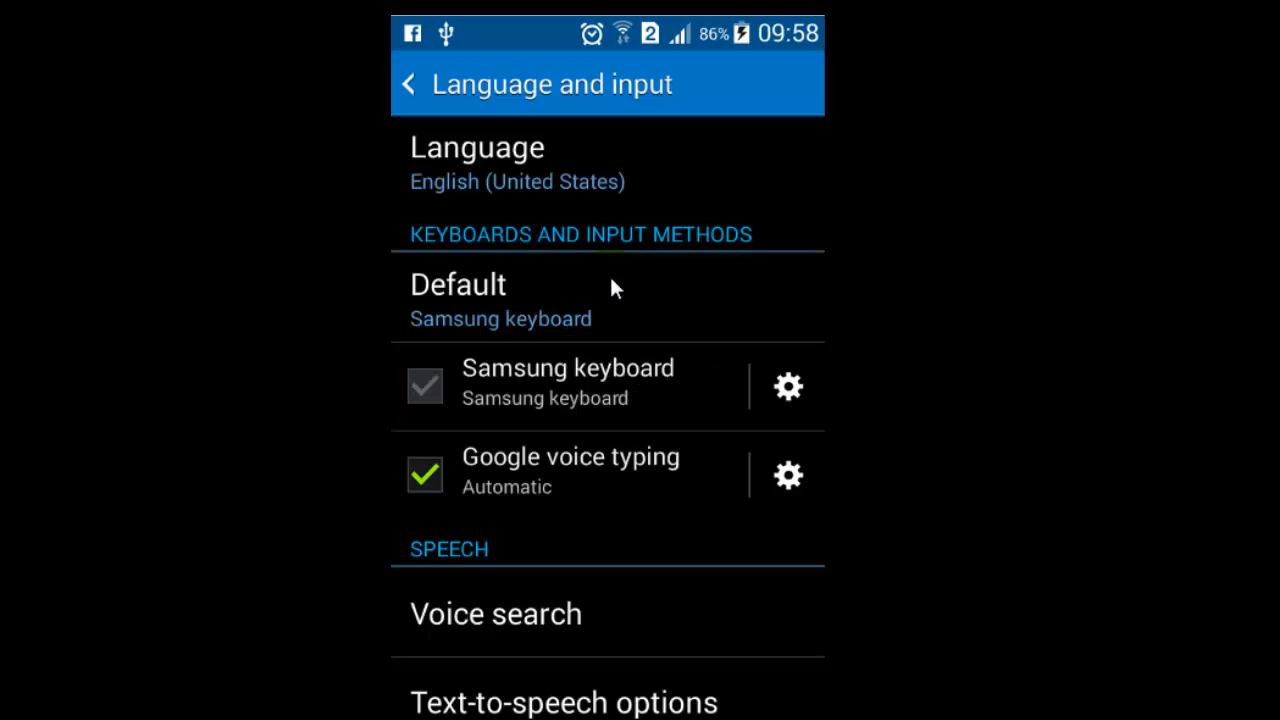 2 86% 09:58
Language and input
Language
English (United States)
KEYBOARDS AND INPUT METHODS
Default
Samsung keyboard
Samsung keyboard
Samsung keyboard
Google voice typing
Automatic
SPEECH
Voice search
Text-to-speech options